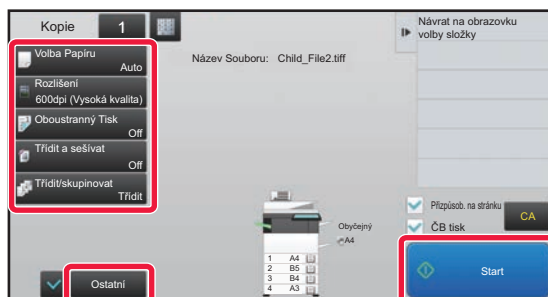 Kopie
1
Návrat na obrazovku
volby složky
Volba Papíru
Auto
Název Souboru: Child_File2.tiff
Rozlišení
600dpi (Vysoká kvalita)
Oboustranný Tisk
Off
Třídit a sešívat
Off
Třídit/skupinovat
Třídit
Obyčejný
A4
1 A4
2 B5
3 B4
4 A3
Přizpůsob. na stránku
ČB tisk
CA
Ostatní
Start